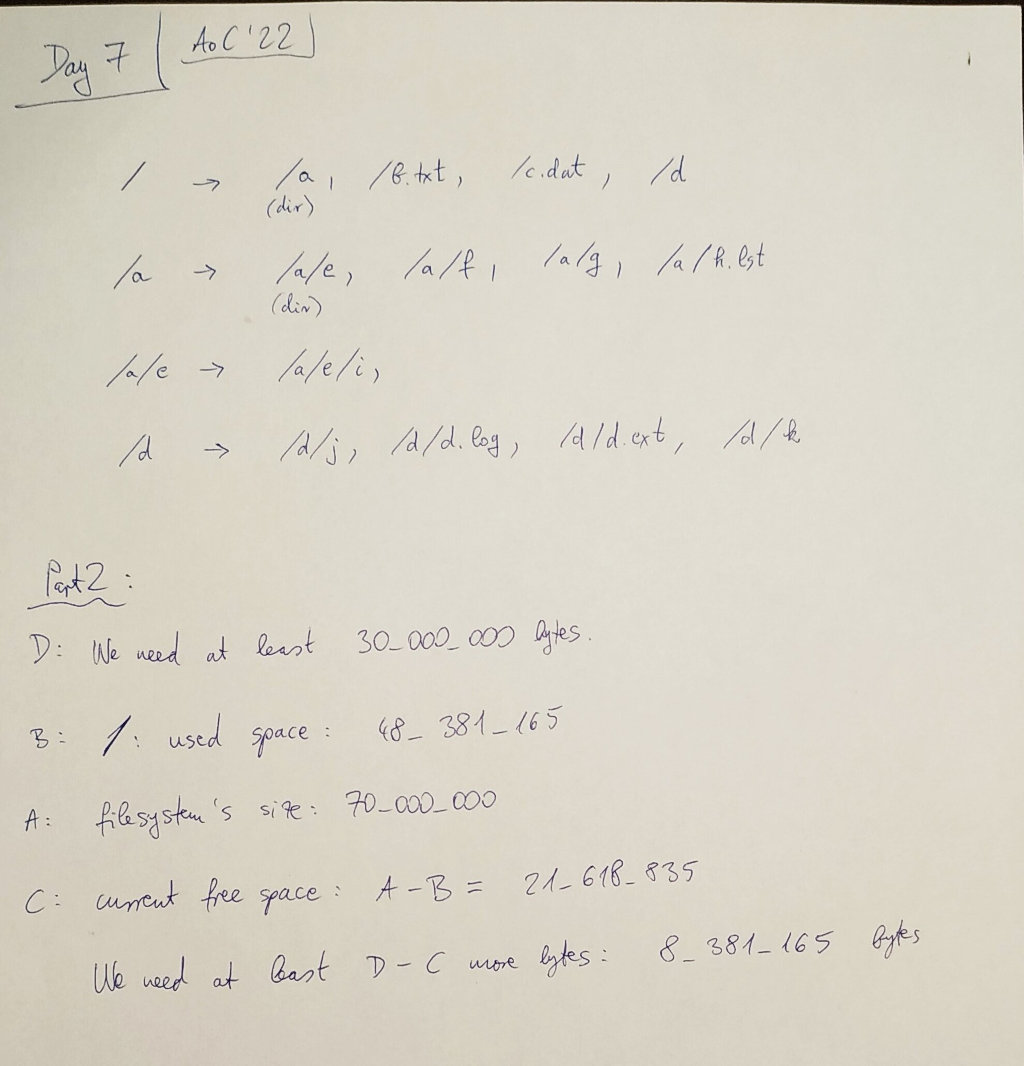 Day 7 AoC '22
/ → /a, /b.txt, /c.dat, /d
(dir)
/a → /a/e, /a/f, /a/g, /a/h.lst
(dir)
/a/e → /a/e/i,
/d → /d/j, /d/d.log, /d/d.ext, /d/k
Part2:
D: We need at least 30_000_000 bytes.
B: /: used space: 48_381_165
A: filesystem's size: 70_000_000
C: current free space: A-B = 21_618_835
We need at least D-C more bytes: 8_381_165 bytes